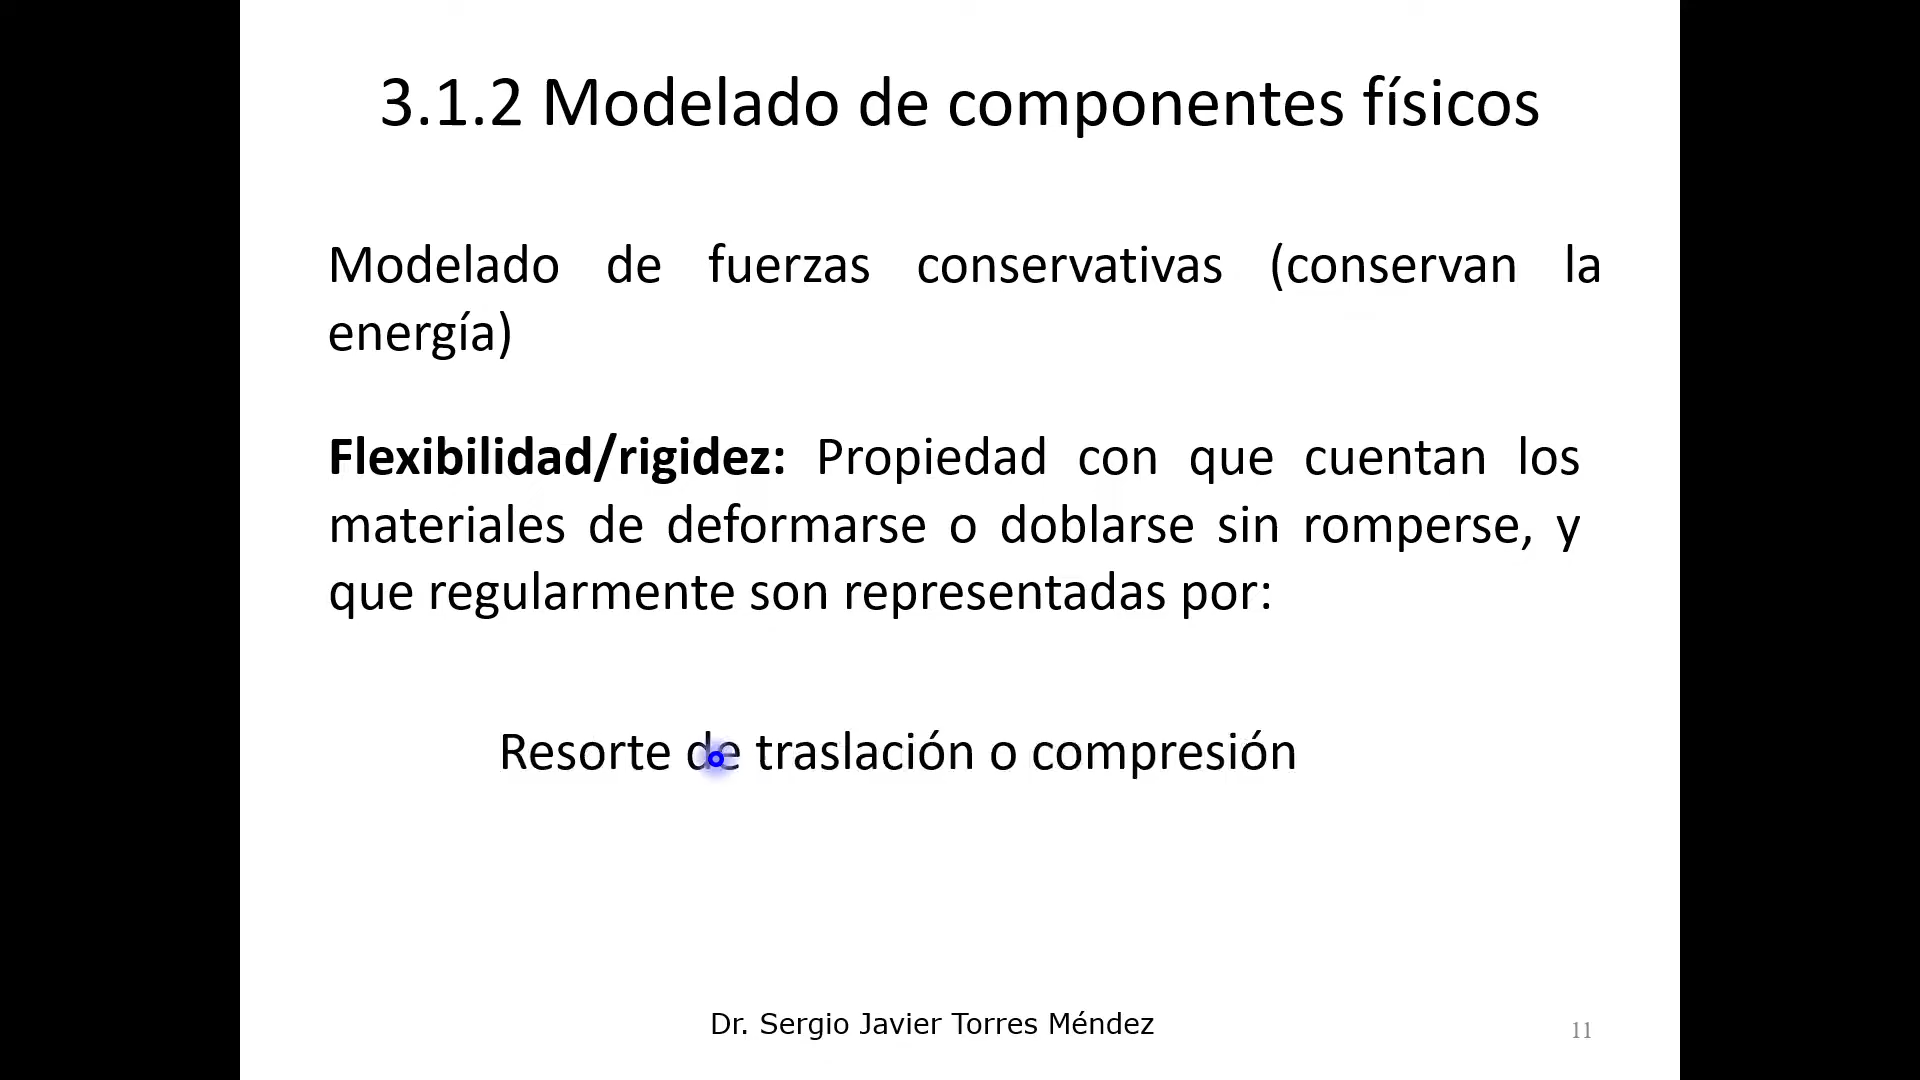 3.1.2 Modelado de componentes físicos
Modelado de fuerzas conservativas (conservan la
energía)
Flexibilidad/rigidez: Propiedad con que cuentan los
materiales de deformarse o doblarse sin romperse, y
que regularmente son representadas por:
Resorte de traslación o compresión
Dr. Sergio Javier Torres Méndez
11